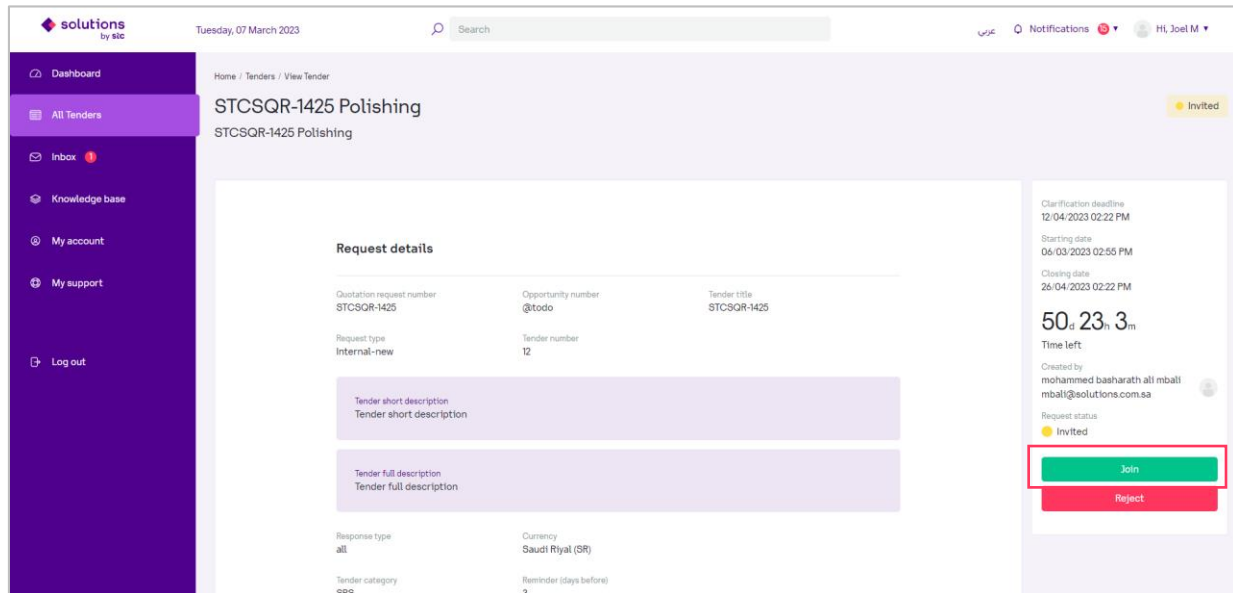 solutions
by stc
Tuesday, 07 March 2023
Search
عربي
Notifications 10
Hi, Joel M
Dashboard
All Tenders
Inbox 1
Knowledge base
My account
My support
Log out
Home / Tenders / View Tender
STCSQR-1425 Polishing
STCSQR-1425 Polishing
Invited
Request details
Quotation request number
STCSQR-1425
Opportunity number
@todo
Tender title
STCSQR-1425
Request type
Internal-new
Tender number
12
Tender short description
Tender short description
Tender full description
Tender full description
Response type
all
Currency
Saudi Riyal (SR)
Tender category
SRS
Reminder (days before)
3
Clarification deadline
12/04/2023 02:22 PM
Starting date
06/03/2023 02:55 PM
Closing date
26/04/2023 02:22 PM
50d 23h 3m
Time left
Created by
mohammed basharath ali mbali
mbali@solutions.com.sa
Request status
Invited
Join
Reject